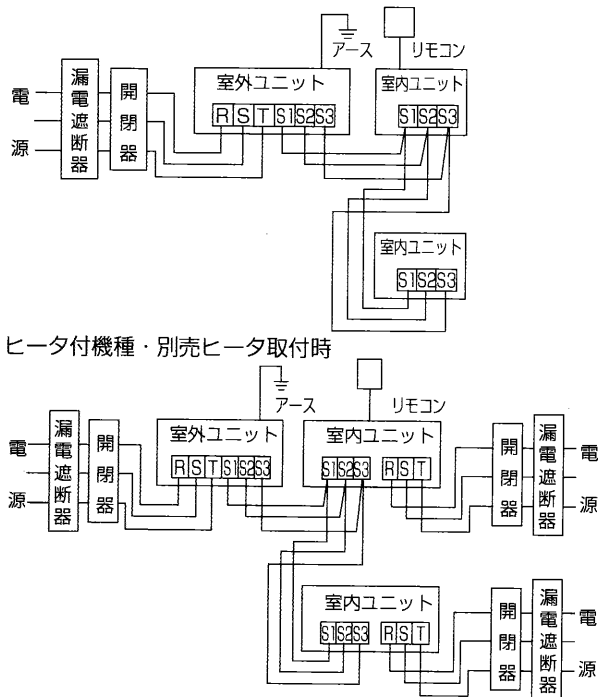 アース リモコン
電源 漏電遮断器 開閉器
室外ユニット
R S T S1 S2 S3
室内ユニット
S1 S2 S3
室内ユニット
S1 S2 S3
ヒータ付機種・別売ヒータ取付時
アース リモコン
電源 漏電遮断器 開閉器
室外ユニット
R S T S1 S2 S3
室内ユニット
S1 S2 S3 R S T
開閉器 漏電遮断器 電源
室内ユニット
S1 S2 S3 R S T
開閉器 漏電遮断器 電源